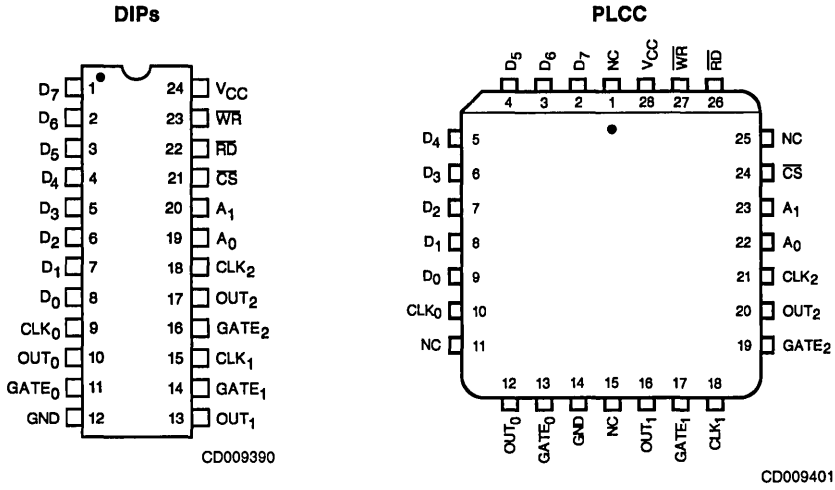 DIPs
D7 1 24 VCC
D6 2 23 WR
D5 3 22 RD
D4 4 21 CS
D3 5 20 A1
D2 6 19 A0
D1 7 18 CLK2
D0 8 17 OUT2
CLK0 9 16 GATE2
OUT0 10 15 CLK1
GATE0 11 14 GATE1
GND 12 13 OUT1
CD009390
PLCC
D5 D6 D7 NC VCC WR RD
4 3 2 1 28 27 26
D4 5 25 NC
D3 6 24 CS
D2 7 23 A1
D1 8 22 A0
D0 9 21 CLK2
CLK0 10 20 OUT2
NC 11 19 GATE2
12 13 14 15 16 17 18
OUT0 GATE0 GND NC OUT1 GATE1 CLK1
CD009401